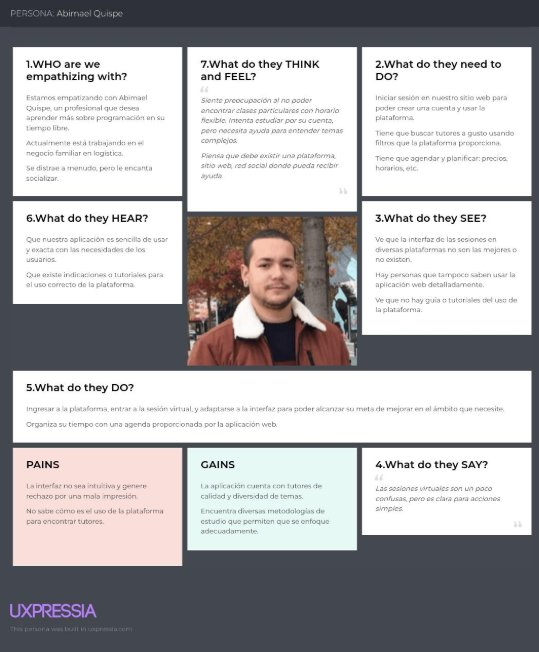 PERSONA: Abimael Quispe
1.WHO are we
empathizing with?
Estamos empatizando con Abimael
Quispe, un profesional que desea
aprender más sobre programación en su
tiempo libre.
Actualmente está trabajando en el
negocio familiar en logística.
Se distrae a menudo, pero le encanta
socializar.
7.What do they THINK
and FEEL?
Siente preocupación al no poder
encontrar clases particulares con horario
flexible. Intenta estudiar por su cuenta,
pero necesita ayuda para entender temas
complejos.
Piensa que debe existir una plataforma,
sitio web, red social donde pueda recibir
ayuda.
2.What do they need to
DO?
Iniciar sesión en nuestro sitio web para
poder crear una cuenta y usar la
plataforma.
Tiene que buscar tutores a gusto usando
filtros que la plataforma proporciona.
Tiene que agendar y planificar: precios,
horarios, etc.
6.What do they HEAR?
Que nuestra aplicación es sencilla de usar
y exacta con las necesidades de los
usuarios.
Que existe indicaciones o tutoriales para
el uso correcto de la plataforma.
3.What do they SEE?
Ve que la interfaz de las sesiones en
diversas plataformas no son las mejores o
no existen.
Hay personas que tampoco saben usar la
aplicación web detalladamente.
Ve que no hay guía o tutoriales del uso de
la plataforma.
5.What do they DO?
Ingresar a la plataforma, entrar a la sesión virtual, y adaptarse a la interfaz para poder alcanzar su meta de mejorar en el ámbito que necesite.
Organiza su tiempo con una agenda proporcionada por la aplicación web.
PAINS
La interfaz no sea intuitiva y genere
rechazo por una mala impresión.
No sabe cómo es el uso de la plataforma
para encontrar tutores.
GAINS
La aplicación cuenta con tutores de
calidad y diversidad de temas.
Encuentra diversas metodologías de
estudio que permiten que se enfoque
adecuadamente.
4.What do they SAY?
Las sesiones virtuales son un poco
confusas, pero es clara para acciones
simples.
UXPRESSIA
This persona was built in uxpressia.com